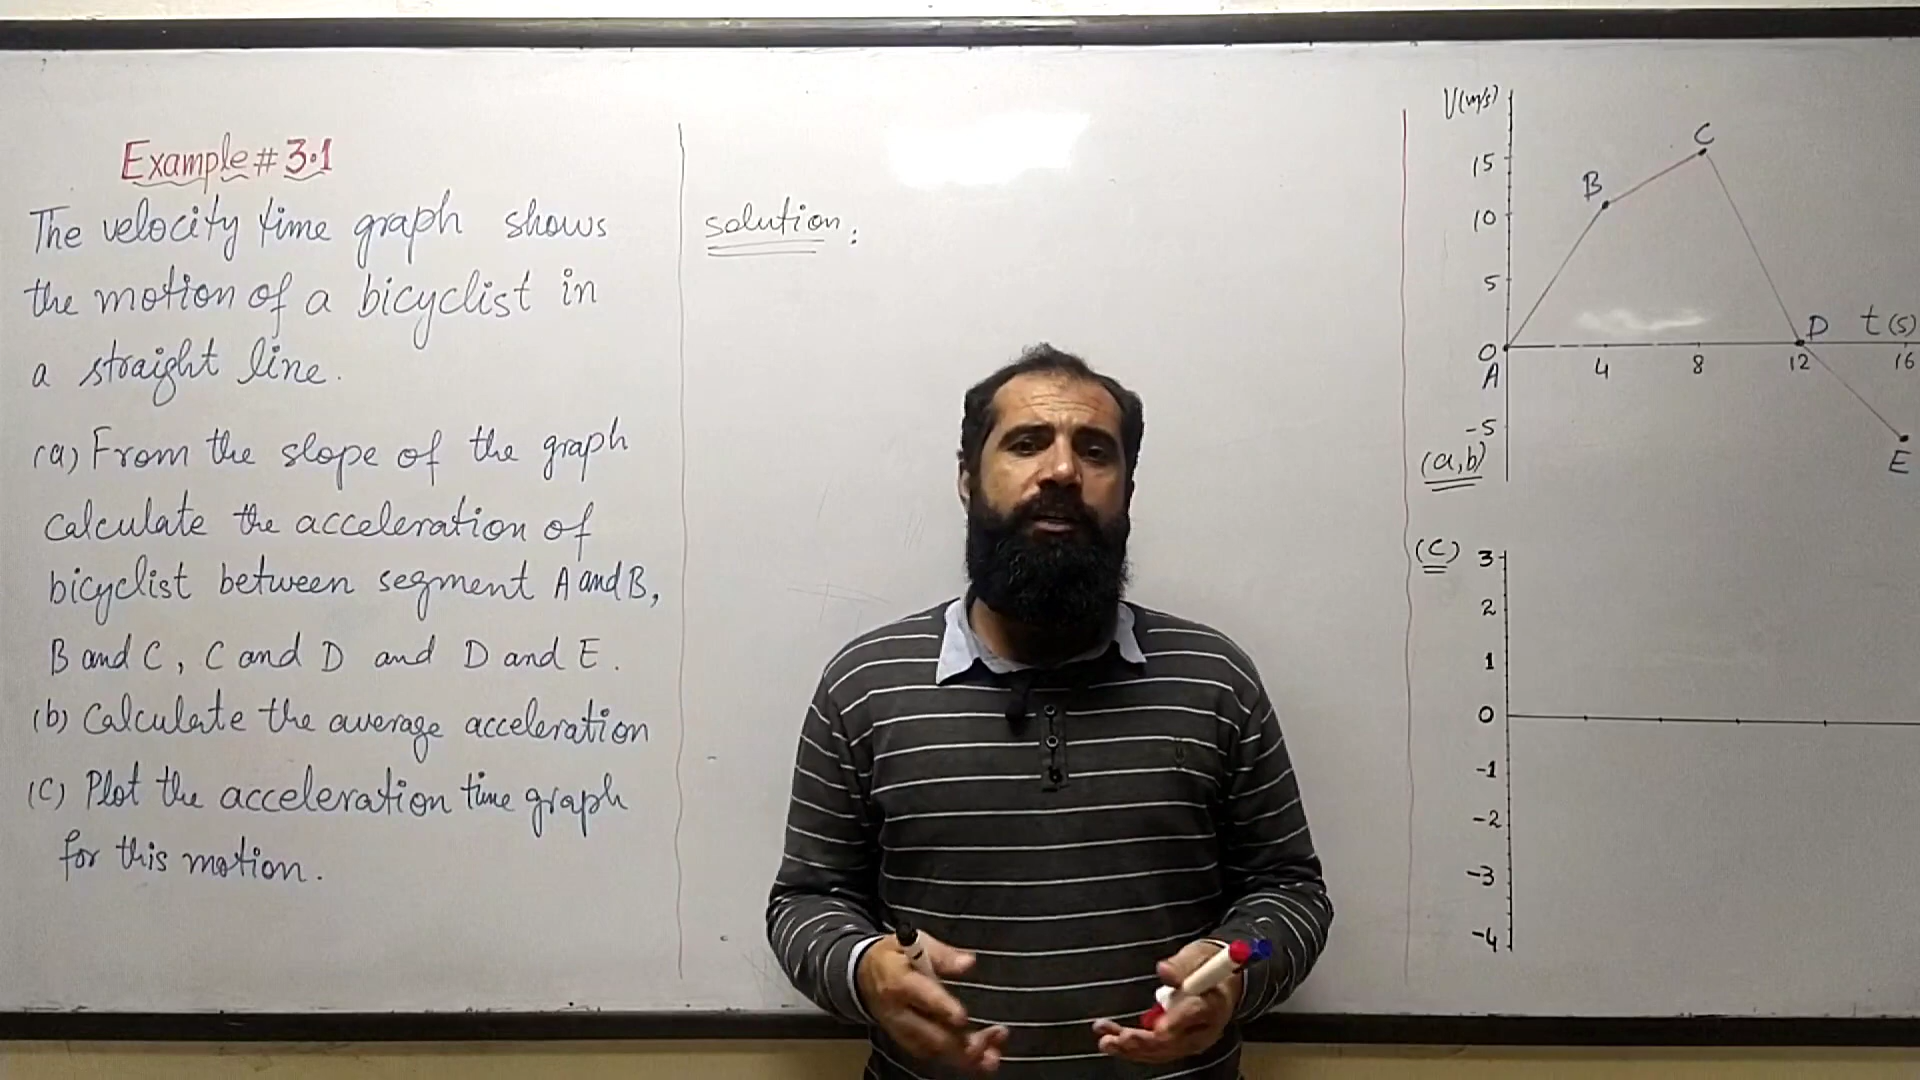 Example # 3.1
The velocity time graph shows
the motion of a bicyclist in
a straight line.
(a) From the slope of the graph
calculate the acceleration of
bicyclist between segment A and B,
B and C, C and D and D and E.
(b) Calculate the average acceleration
(C) Plot the acceleration time graph
for this motion.
solution:
V(m/s)
15
10
5
0
A
-5
(a,b)
B
C
D
t(s)
4
8
12
16
E
(C)
3
2
1
0
-1
-2
-3
-4